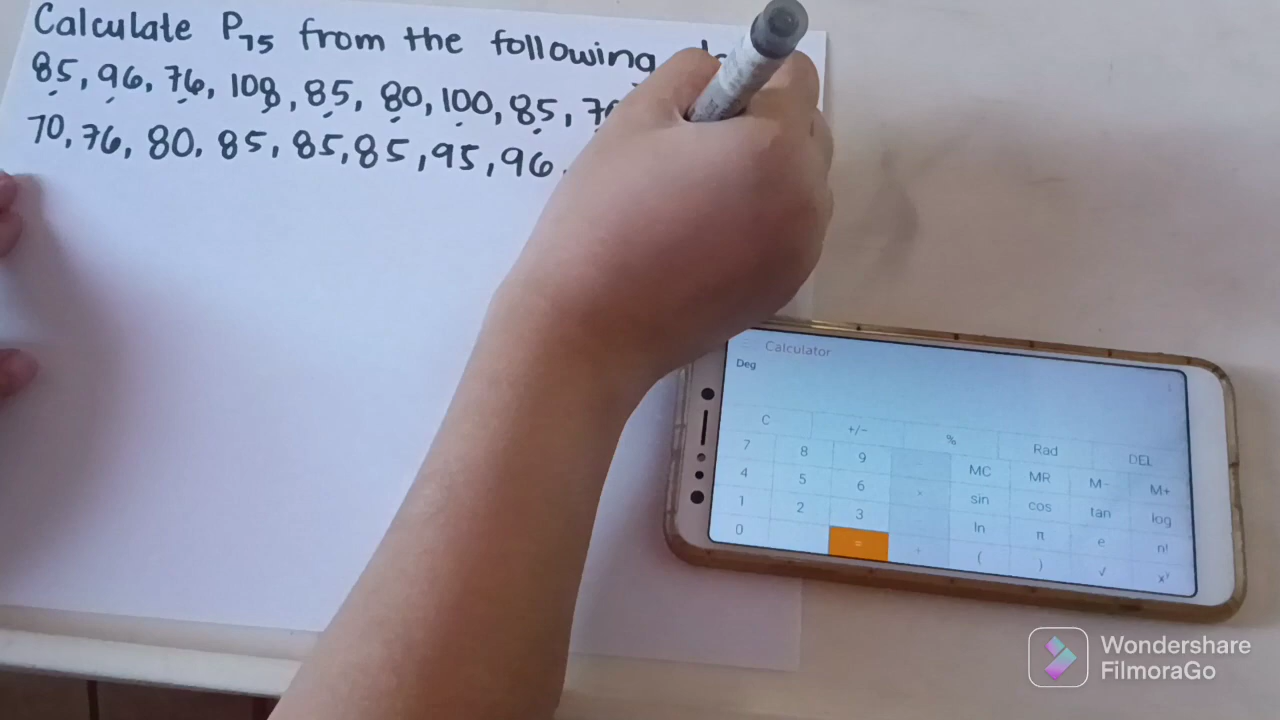 Calculate P75 from the following
85, 96, 76, 108, 85, 80, 100, 85,
70, 76, 80, 85, 85, 85, 95, 96
Calculator
Deg
C +/− % Rad DEL
7 8 9 − MC MR M− M+
4 5 6 × sin cos tan log
1 2 3 ln π e n!
0 = + ( ) √ xʸ
Wondershare
FilmoraGo